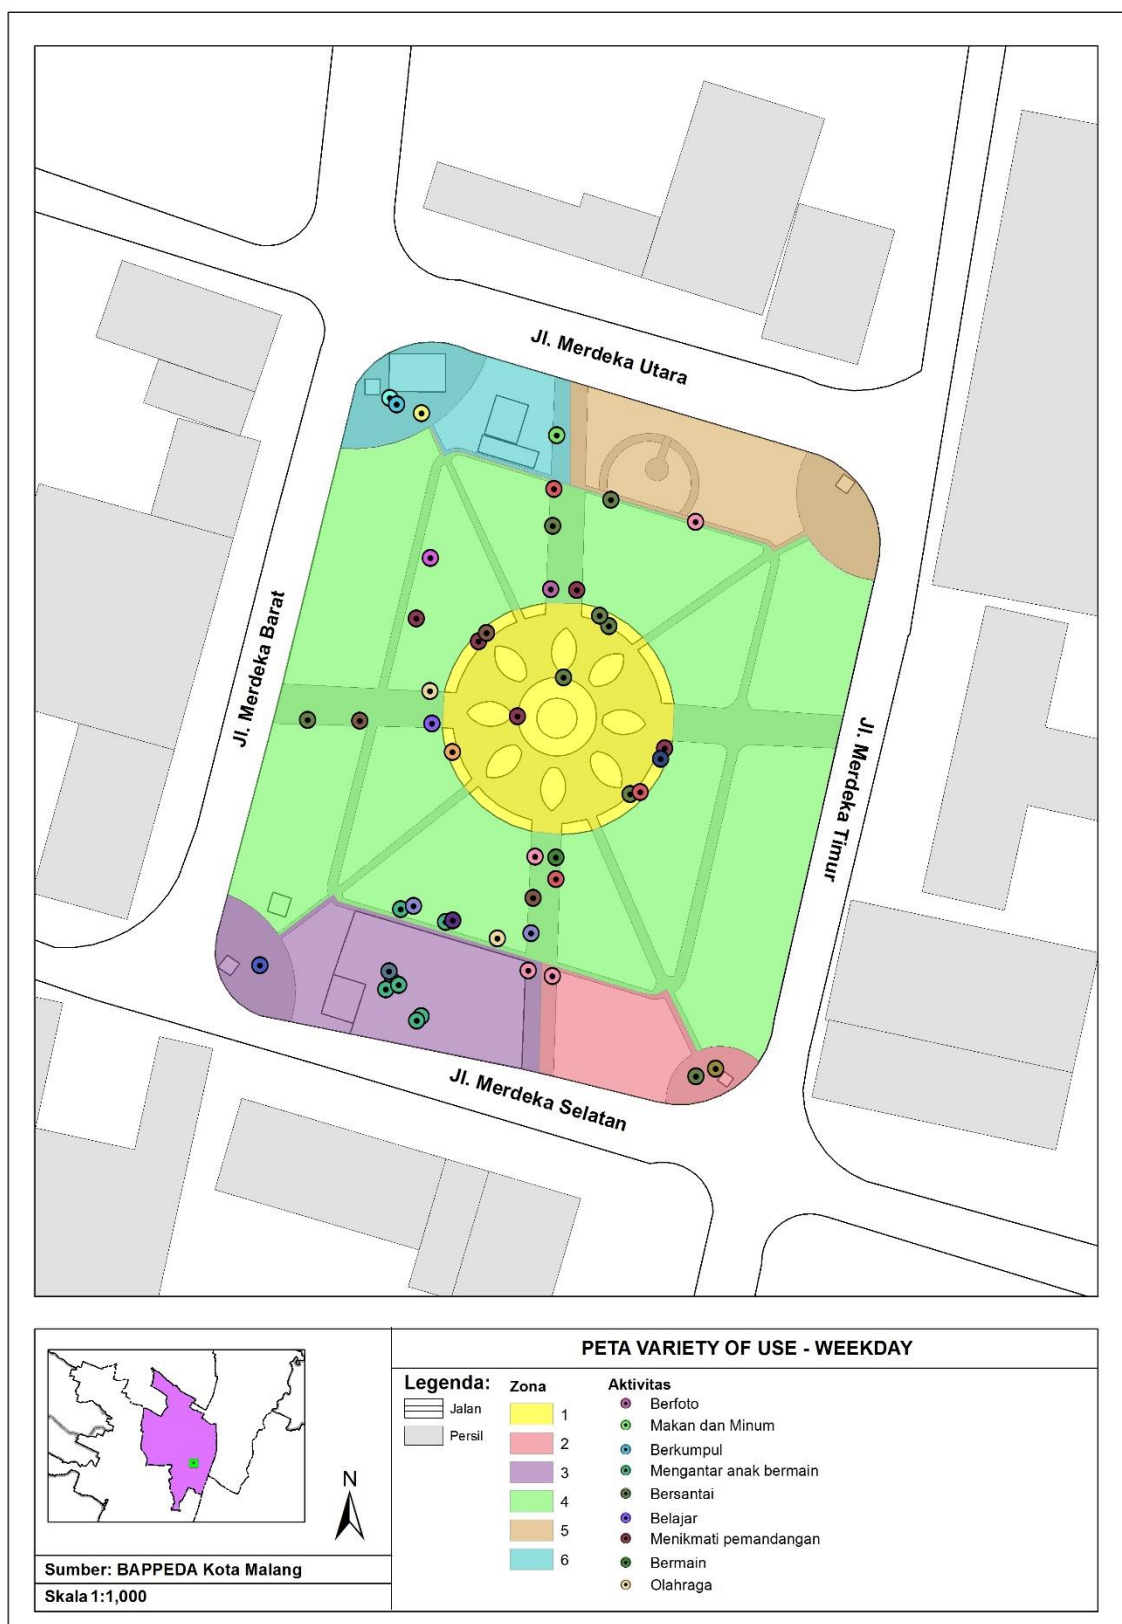 Jl. Merdeka Utara
Jl. Merdeka Barat
Jl. Merdeka Timur
Jl. Merdeka Selatan
PETA VARIETY OF USE - WEEKDAY
Legenda:
Jalan
Persil
Zona
1
2
3
4
5
6
Aktivitas
Berfoto
Makan dan Minum
Berkumpul
Mengantar anak bermain
Bersantai
Belajar
Menikmati pemandangan
Bermain
Olahraga
N
Sumber: BAPPEDA Kota Malang
Skala 1:1,000